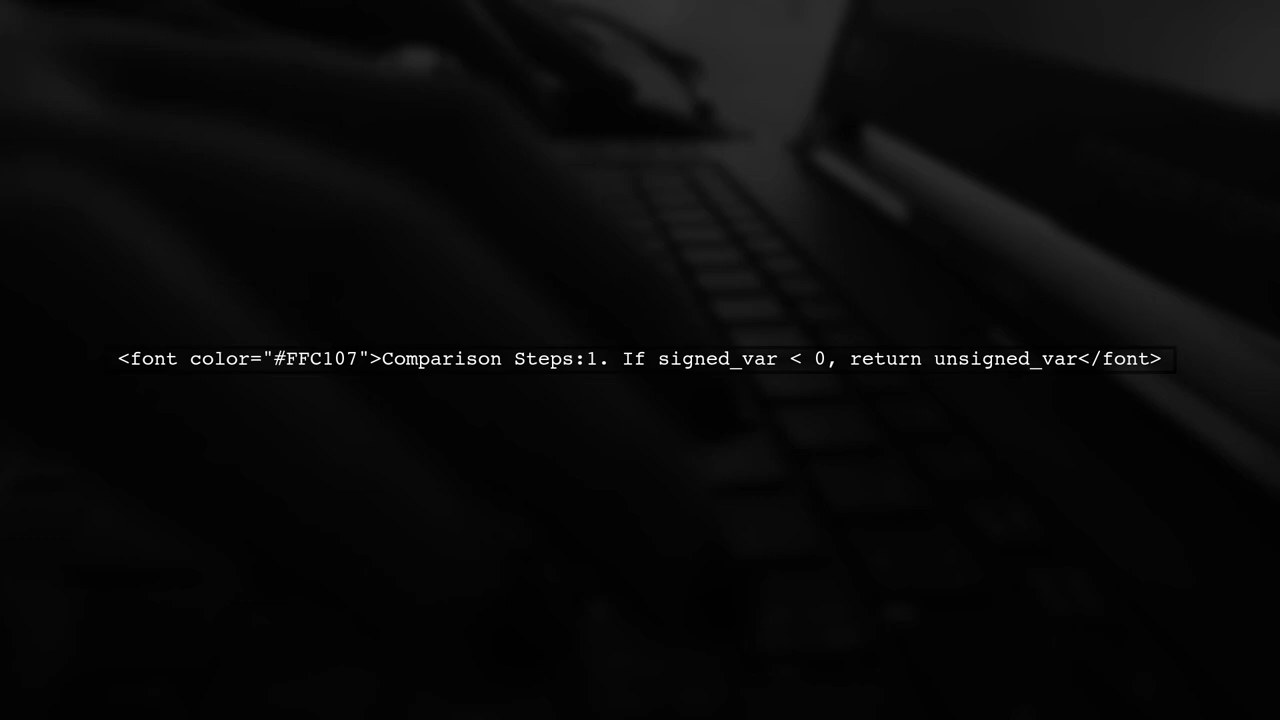 <font color="#FFC107">Comparison Steps:1. If signed_var < 0, return unsigned_var</font>